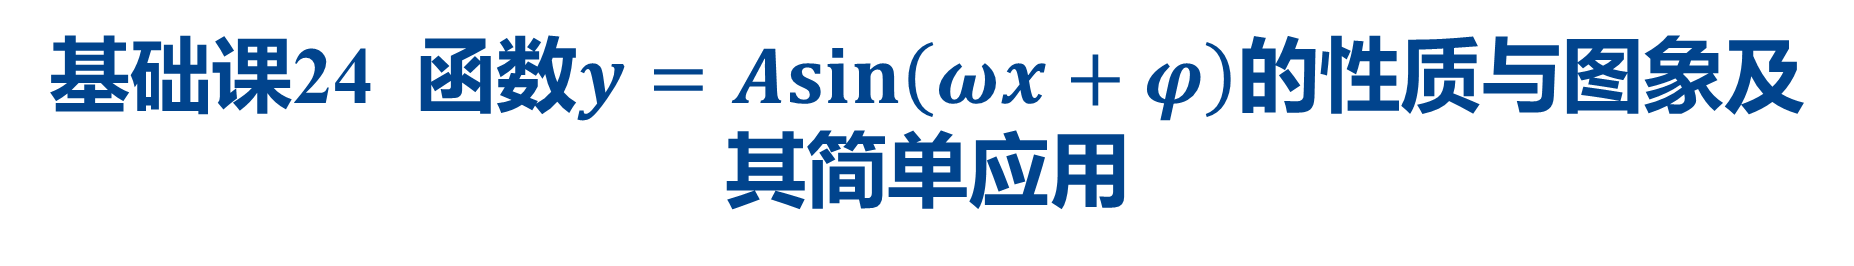 基础课24 函数y = Asin(ωx + φ)的性质与图象及
其简单应用